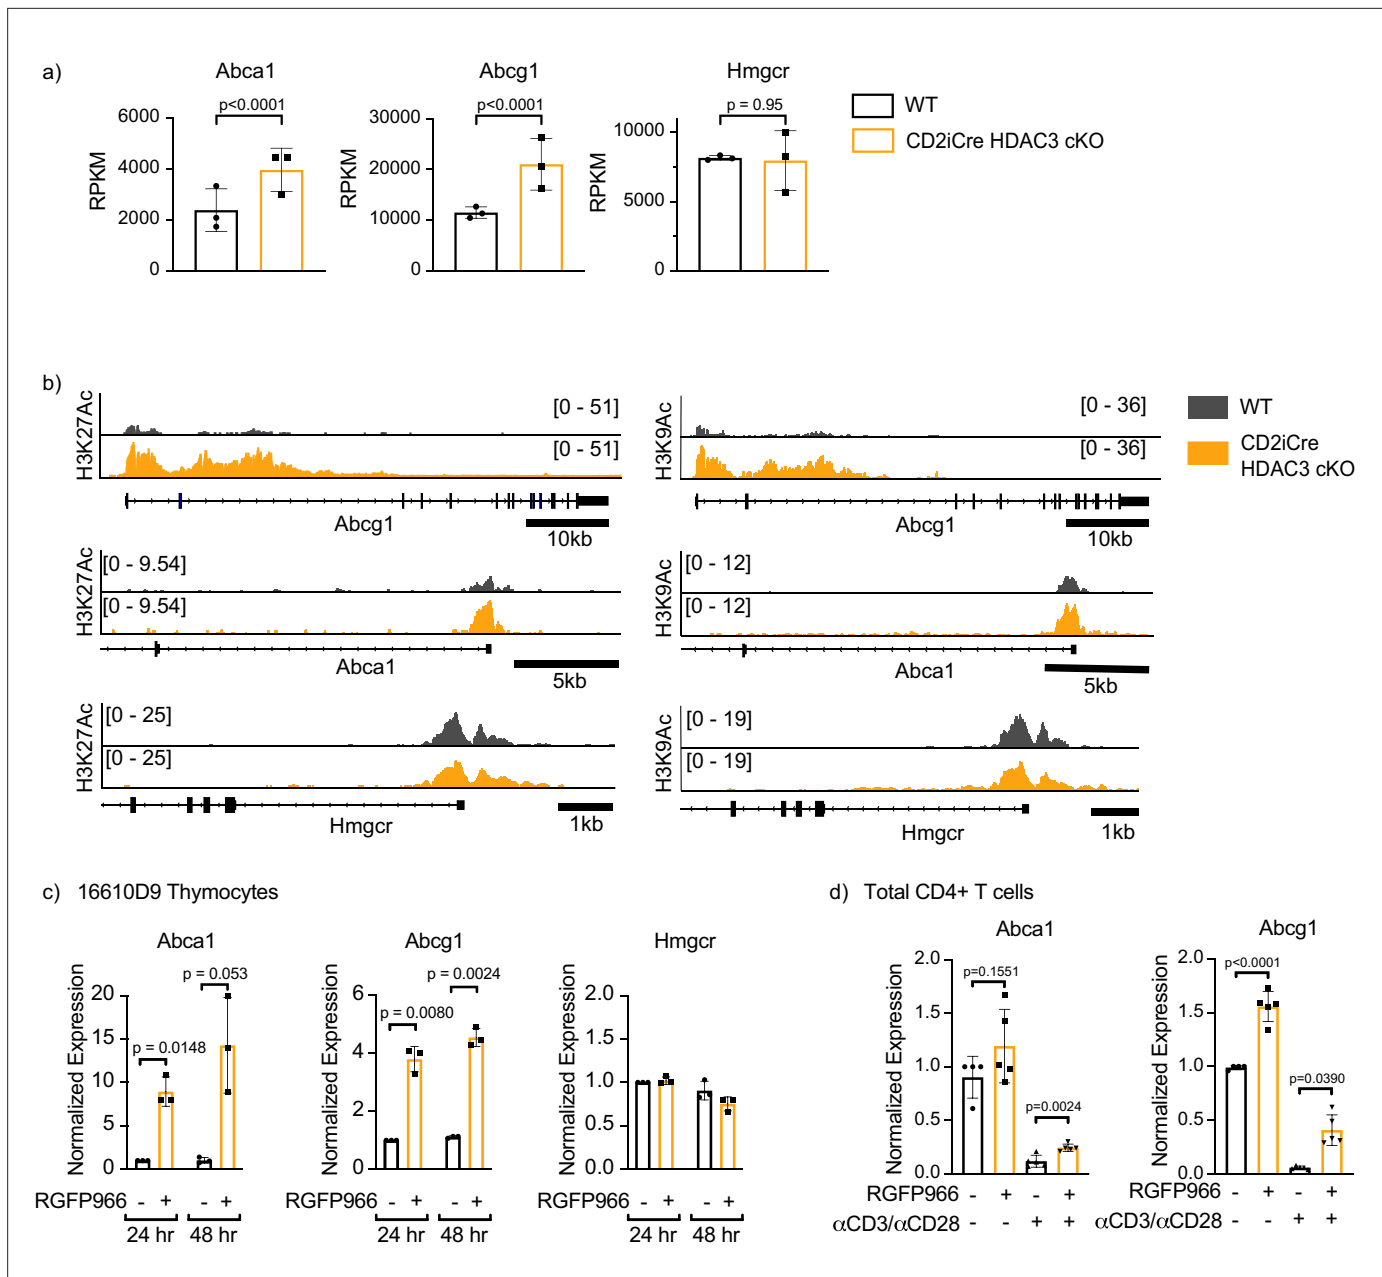 a)
Abca1
Abcg1
Hmgcr
p<0.0001
p<0.0001
p = 0.95
WT
CD2iCre HDAC3 cKO
RPKM
6000
4000
2000
0
RPKM
30000
20000
10000
0
RPKM
10000
5000
0
b)
H3K27Ac
[0 - 51]
[0 - 51]
Abcg1
10kb
H3K9Ac
[0 - 36]
[0 - 36]
Abcg1
10kb
WT
CD2iCre
HDAC3 cKO
H3K27Ac
[0 - 9.54]
[0 - 9.54]
Abca1
5kb
H3K9Ac
[0 - 12]
[0 - 12]
Abca1
5kb
H3K27Ac
[0 - 25]
[0 - 25]
Hmgcr
1kb
H3K9Ac
[0 - 19]
[0 - 19]
Hmgcr
1kb
c) 16610D9 Thymocytes
Abca1
Normalized Expression
20
15
10
5
0
p = 0.0148
p = 0.053
RGFP966 - + - +
24 hr 48 hr
Abcg1
Normalized Expression
6
4
2
0
p = 0.0080
p = 0.0024
RGFP966 - + - +
24 hr 48 hr
Hmgcr
Normalized Expression
2.0
1.5
1.0
0.5
0.0
RGFP966 - + - +
24 hr 48 hr
d) Total CD4+ T cells
Abca1
Normalized Expression
2.0
1.5
1.0
0.5
0.0
p=0.1551
p=0.0024
RGFP966 - + - +
αCD3/αCD28 - - + +
Abcg1
Normalized Expression
2.0
1.5
1.0
0.5
0.0
p<0.0001
p=0.0390
RGFP966 - + - +
αCD3/αCD28 - - + +